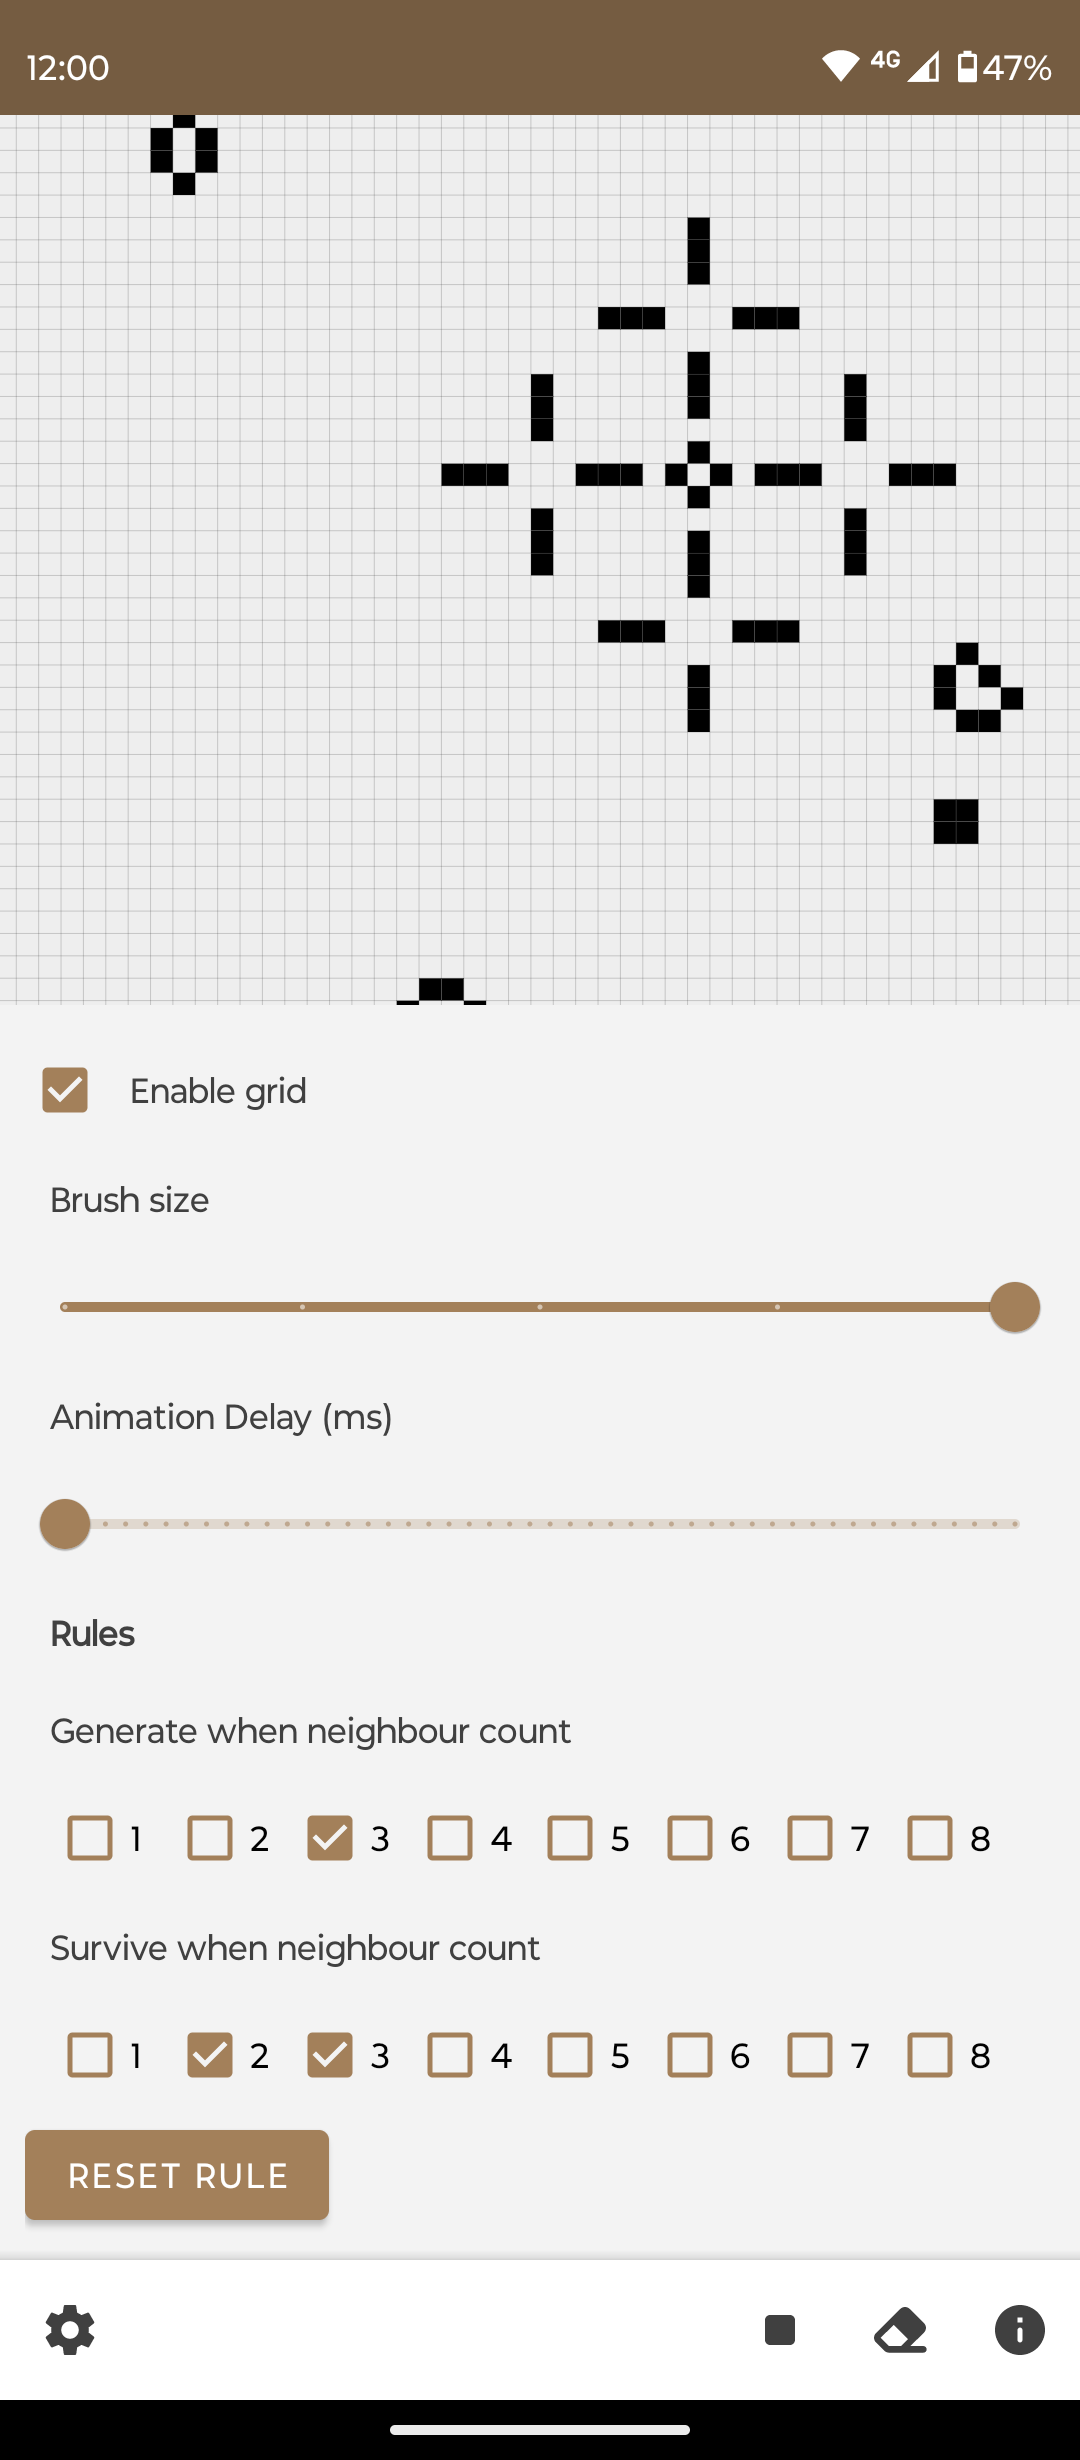 12:00 4G 47%
Enable grid
Brush size
Animation Delay (ms)
Rules
Generate when neighbour count
1 2 3 4 5 6 7 8
Survive when neighbour count
1 2 3 4 5 6 7 8
RESET RULE